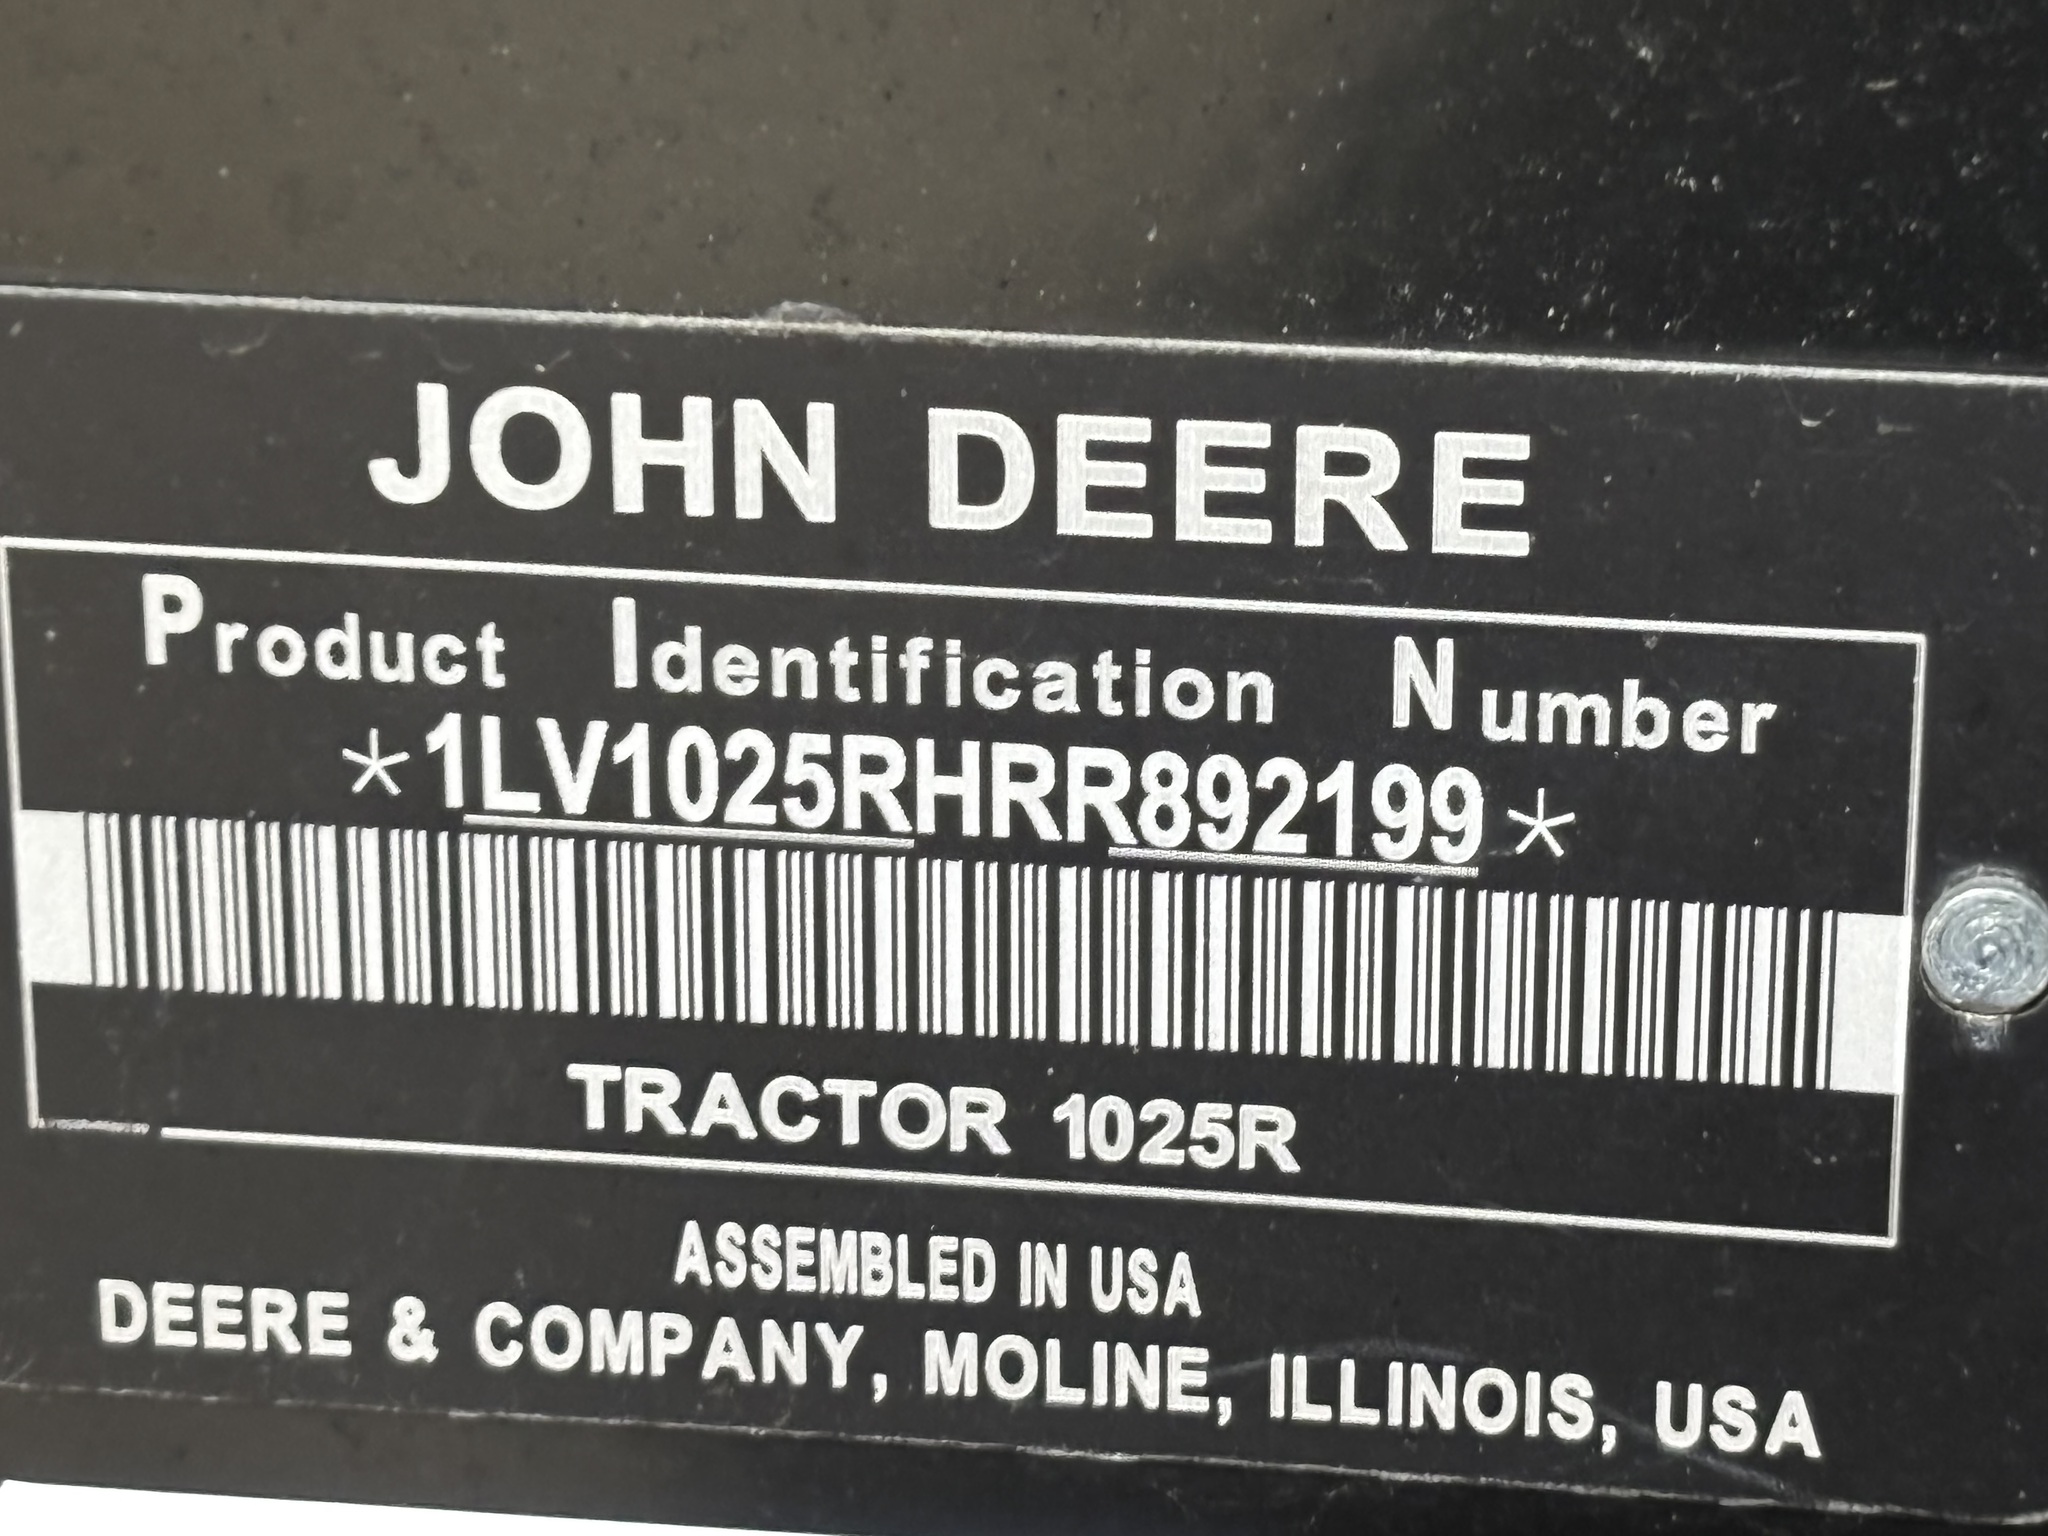 JOHN DEERE
Product Identification Number
*1LV1025RHRR892199*
TRACTOR 1025R
ASSEMBLED IN USA
DEERE & COMPANY, MOLINE, ILLINOIS, USA